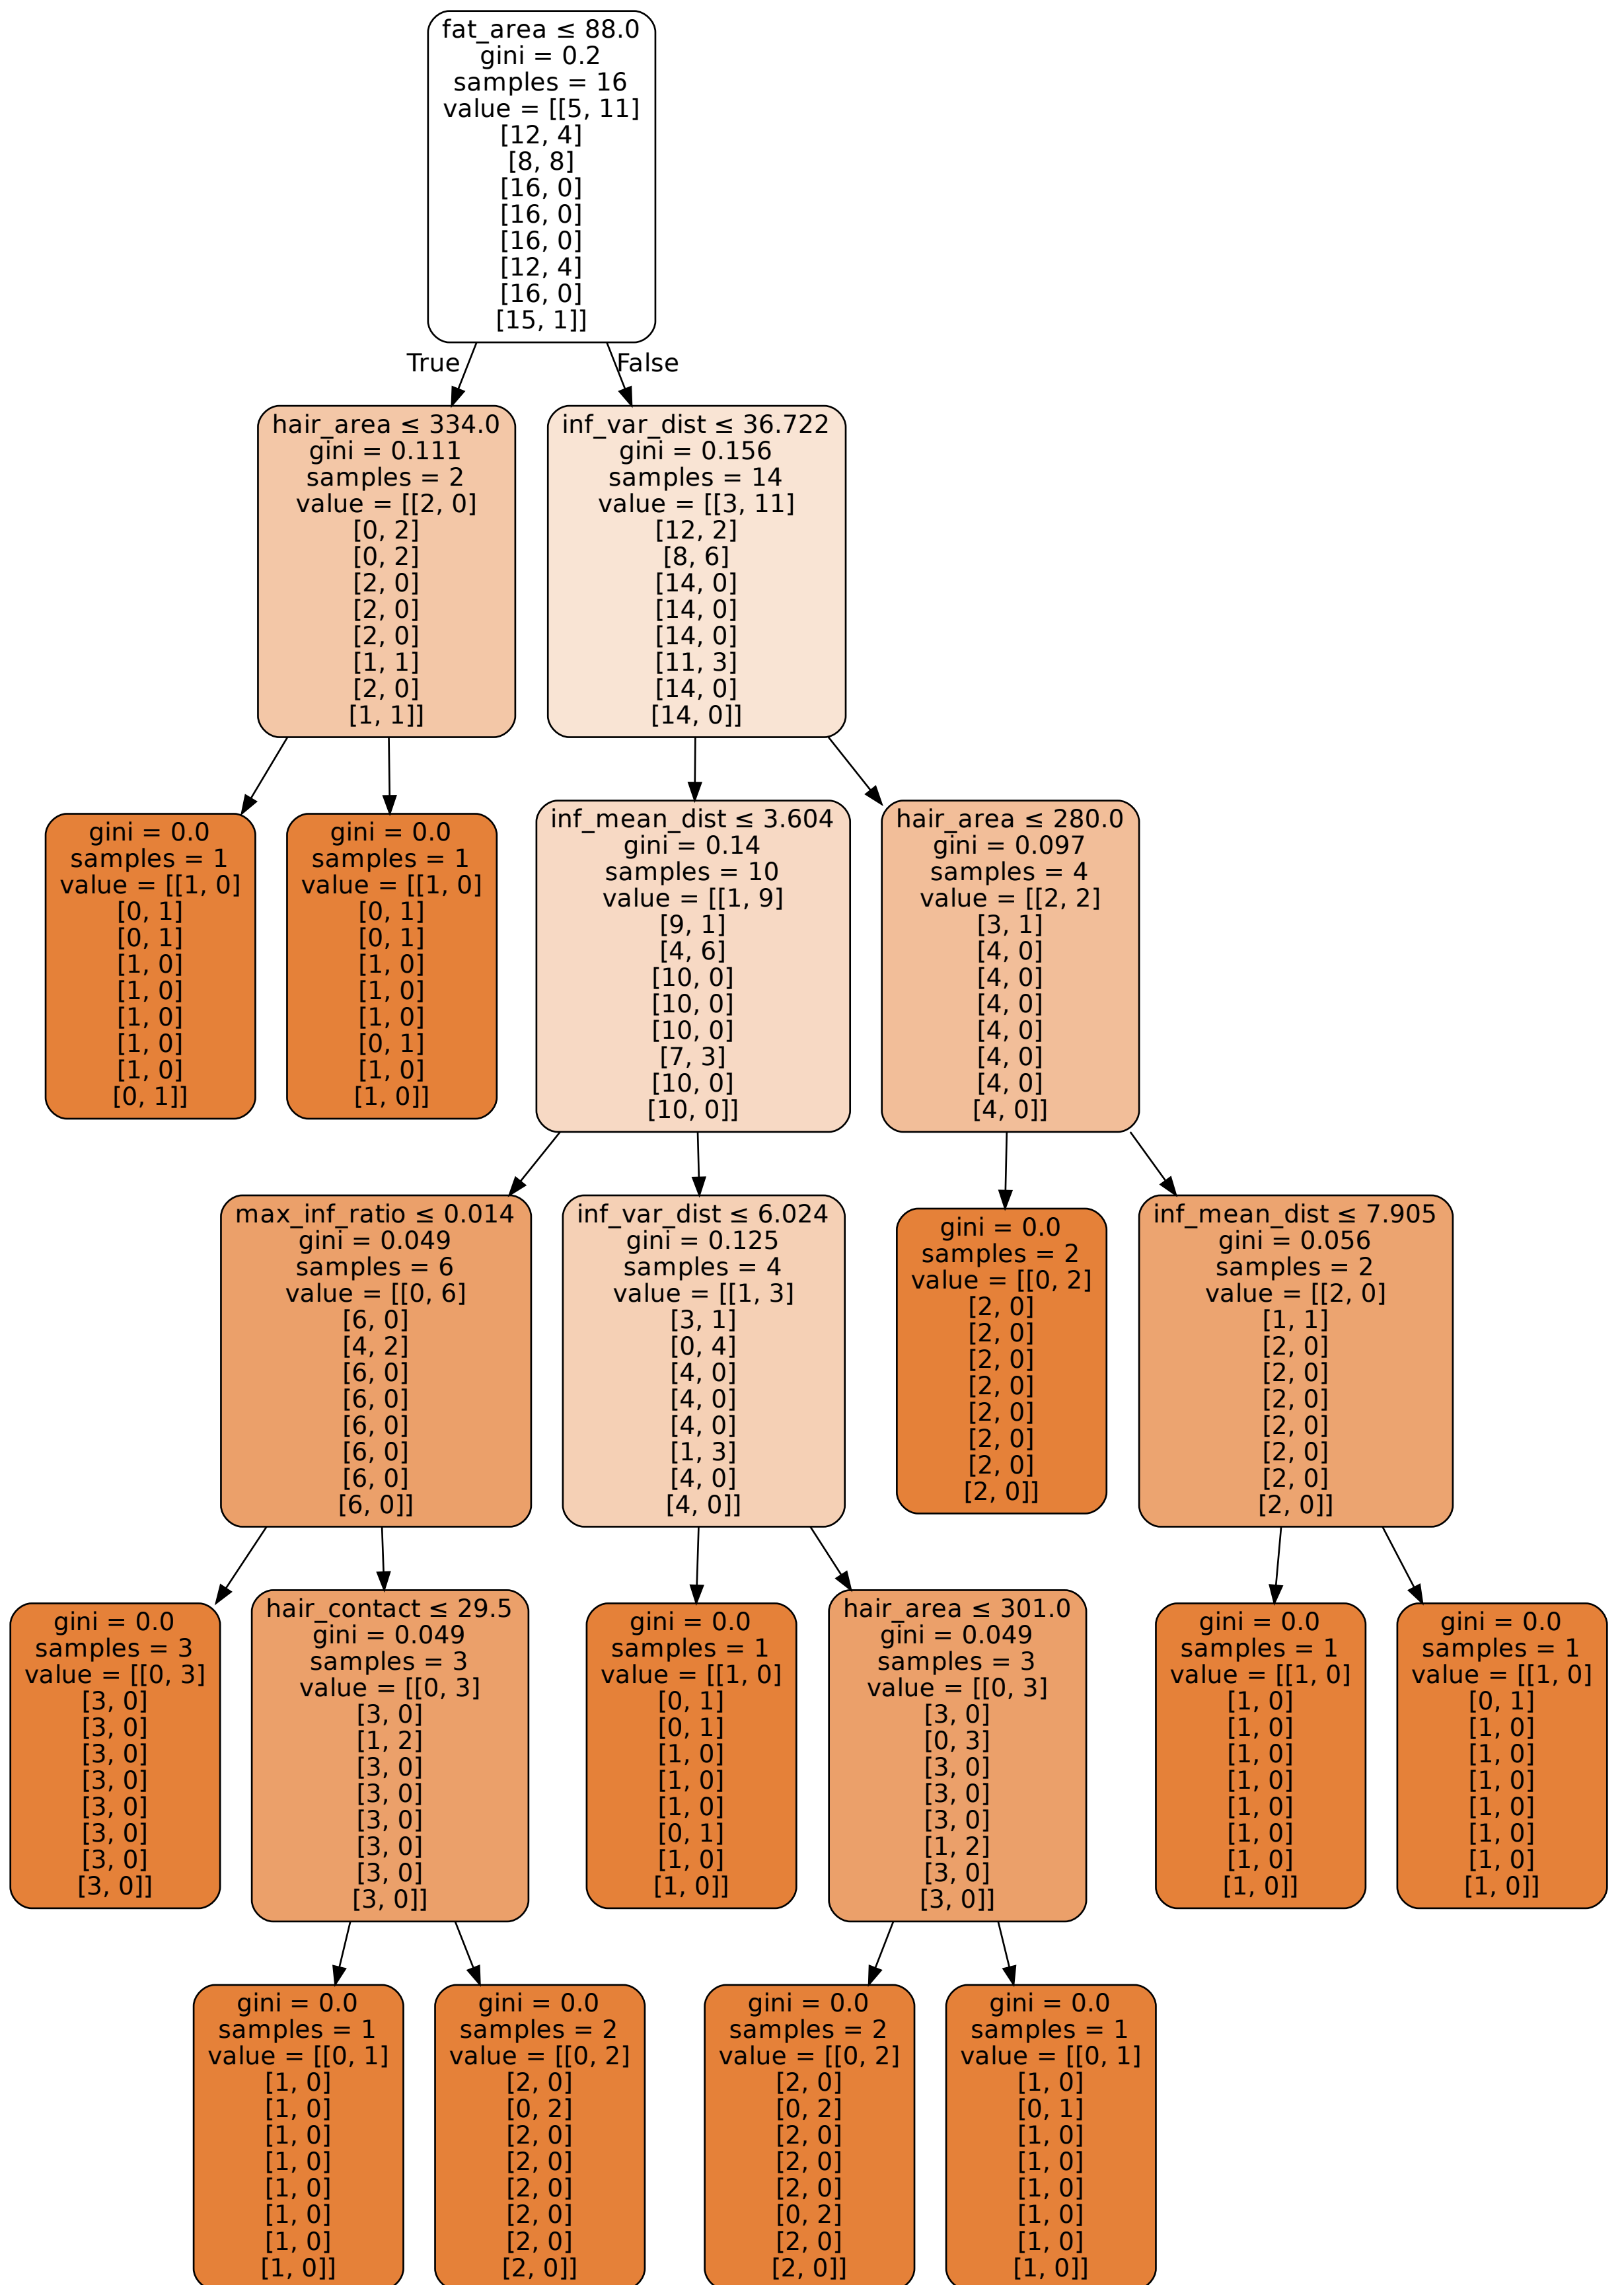 fat_area ≤ 88.0
gini = 0.2
samples = 16
value = [[5, 11]
[12, 4]
[8, 8]
[16, 0]
[16, 0]
[16, 0]
[12, 4]
[16, 0]
[15, 1]]
True
False
hair_area ≤ 334.0
gini = 0.111
samples = 2
value = [[2, 0]
[0, 2]
[0, 2]
[2, 0]
[2, 0]
[2, 0]
[1, 1]
[2, 0]
[1, 1]]
inf_var_dist ≤ 36.722
gini = 0.156
samples = 14
value = [[3, 11]
[12, 2]
[8, 6]
[14, 0]
[14, 0]
[14, 0]
[11, 3]
[14, 0]
[14, 0]]
gini = 0.0
samples = 1
value = [[1, 0]
[0, 1]
[0, 1]
[1, 0]
[1, 0]
[1, 0]
[1, 0]
[1, 0]
[0, 1]]
gini = 0.0
samples = 1
value = [[1, 0]
[0, 1]
[0, 1]
[1, 0]
[1, 0]
[1, 0]
[0, 1]
[1, 0]
[1, 0]]
inf_mean_dist ≤ 3.604
gini = 0.14
samples = 10
value = [[1, 9]
[9, 1]
[4, 6]
[10, 0]
[10, 0]
[10, 0]
[7, 3]
[10, 0]
[10, 0]]
hair_area ≤ 280.0
gini = 0.097
samples = 4
value = [[2, 2]
[3, 1]
[4, 0]
[4, 0]
[4, 0]
[4, 0]
[4, 0]
[4, 0]
[4, 0]]
max_inf_ratio ≤ 0.014
gini = 0.049
samples = 6
value = [[0, 6]
[6, 0]
[4, 2]
[6, 0]
[6, 0]
[6, 0]
[6, 0]
[6, 0]
[6, 0]]
inf_var_dist ≤ 6.024
gini = 0.125
samples = 4
value = [[1, 3]
[3, 1]
[0, 4]
[4, 0]
[4, 0]
[4, 0]
[1, 3]
[4, 0]
[4, 0]]
gini = 0.0
samples = 2
value = [[0, 2]
[2, 0]
[2, 0]
[2, 0]
[2, 0]
[2, 0]
[2, 0]
[2, 0]
[2, 0]]
inf_mean_dist ≤ 7.905
gini = 0.056
samples = 2
value = [[2, 0]
[1, 1]
[2, 0]
[2, 0]
[2, 0]
[2, 0]
[2, 0]
[2, 0]
[2, 0]]
gini = 0.0
samples = 3
value = [[0, 3]
[3, 0]
[3, 0]
[3, 0]
[3, 0]
[3, 0]
[3, 0]
[3, 0]
[3, 0]]
hair_contact ≤ 29.5
gini = 0.049
samples = 3
value = [[0, 3]
[3, 0]
[1, 2]
[3, 0]
[3, 0]
[3, 0]
[3, 0]
[3, 0]
[3, 0]]
gini = 0.0
samples = 1
value = [[1, 0]
[0, 1]
[0, 1]
[1, 0]
[1, 0]
[1, 0]
[0, 1]
[1, 0]
[1, 0]]
hair_area ≤ 301.0
gini = 0.049
samples = 3
value = [[0, 3]
[3, 0]
[0, 3]
[3, 0]
[3, 0]
[3, 0]
[1, 2]
[3, 0]
[3, 0]]
gini = 0.0
samples = 1
value = [[1, 0]
[1, 0]
[1, 0]
[1, 0]
[1, 0]
[1, 0]
[1, 0]
[1, 0]
[1, 0]]
gini = 0.0
samples = 1
value = [[1, 0]
[0, 1]
[1, 0]
[1, 0]
[1, 0]
[1, 0]
[1, 0]
[1, 0]
[1, 0]]
gini = 0.0
samples = 1
value = [[0, 1]
[1, 0]
[1, 0]
[1, 0]
[1, 0]
[1, 0]
[1, 0]
[1, 0]
[1, 0]]
gini = 0.0
samples = 2
value = [[0, 2]
[2, 0]
[0, 2]
[2, 0]
[2, 0]
[2, 0]
[2, 0]
[2, 0]
[2, 0]]
gini = 0.0
samples = 2
value = [[0, 2]
[2, 0]
[0, 2]
[2, 0]
[2, 0]
[2, 0]
[0, 2]
[2, 0]
[2, 0]]
gini = 0.0
samples = 1
value = [[0, 1]
[1, 0]
[0, 1]
[1, 0]
[1, 0]
[1, 0]
[1, 0]
[1, 0]
[1, 0]]